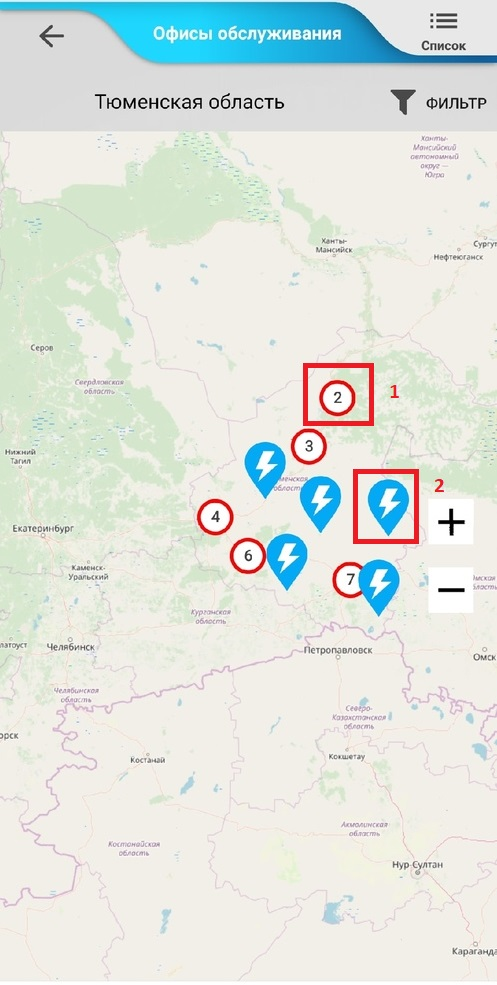 Офисы обслуживания
Список
Тюменская область
ФИЛЬТР
Ханты-
Мансийский
автономный
округ —
Югра
Ханты-
Мансийск
Сургут
Нефтеюганск
Серов
Свердловская
область
2
1
3
Нижний
Тагил
2
4
+
Екатеринбург
6
7
Каменск-
Уральский
−
Курганская
область
Челябинск
Петропавловск
Омск
Челябинская
область
Северо-
Казахстанская
область
Костанай
Кокшетау
Акмолинская
область
Костанайская
область
Нур-Султан
Караганда